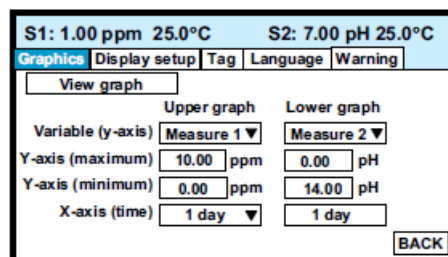 S1: 1.00 ppm 25.0°C S2: 7.00 pH 25.0°C
Graphics Display setup Tag Language Warning
View graph
Upper graph Lower graph
Variable (y-axis) Measure 1 ▼ Measure 2 ▼
Y-axis (maximum) 10.00 ppm 0.00 pH
Y-axis (minimum) 0.00 ppm 14.00 pH
X-axis (time) 1 day ▼ 1 day
BACK